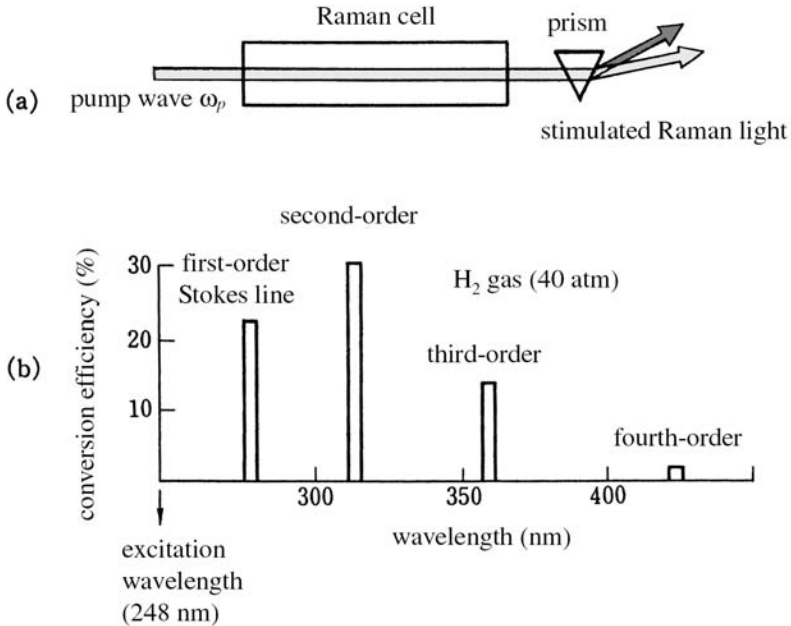 Raman cell
prism
(a)
pump wave ωp
stimulated Raman light
second-order
30
first-order
Stokes line
H₂ gas (40 atm)
20
(b)
third-order
10
conversion efficiency (%)
fourth-order
300
350
400
wavelength (nm)
excitation
wavelength
(248 nm)